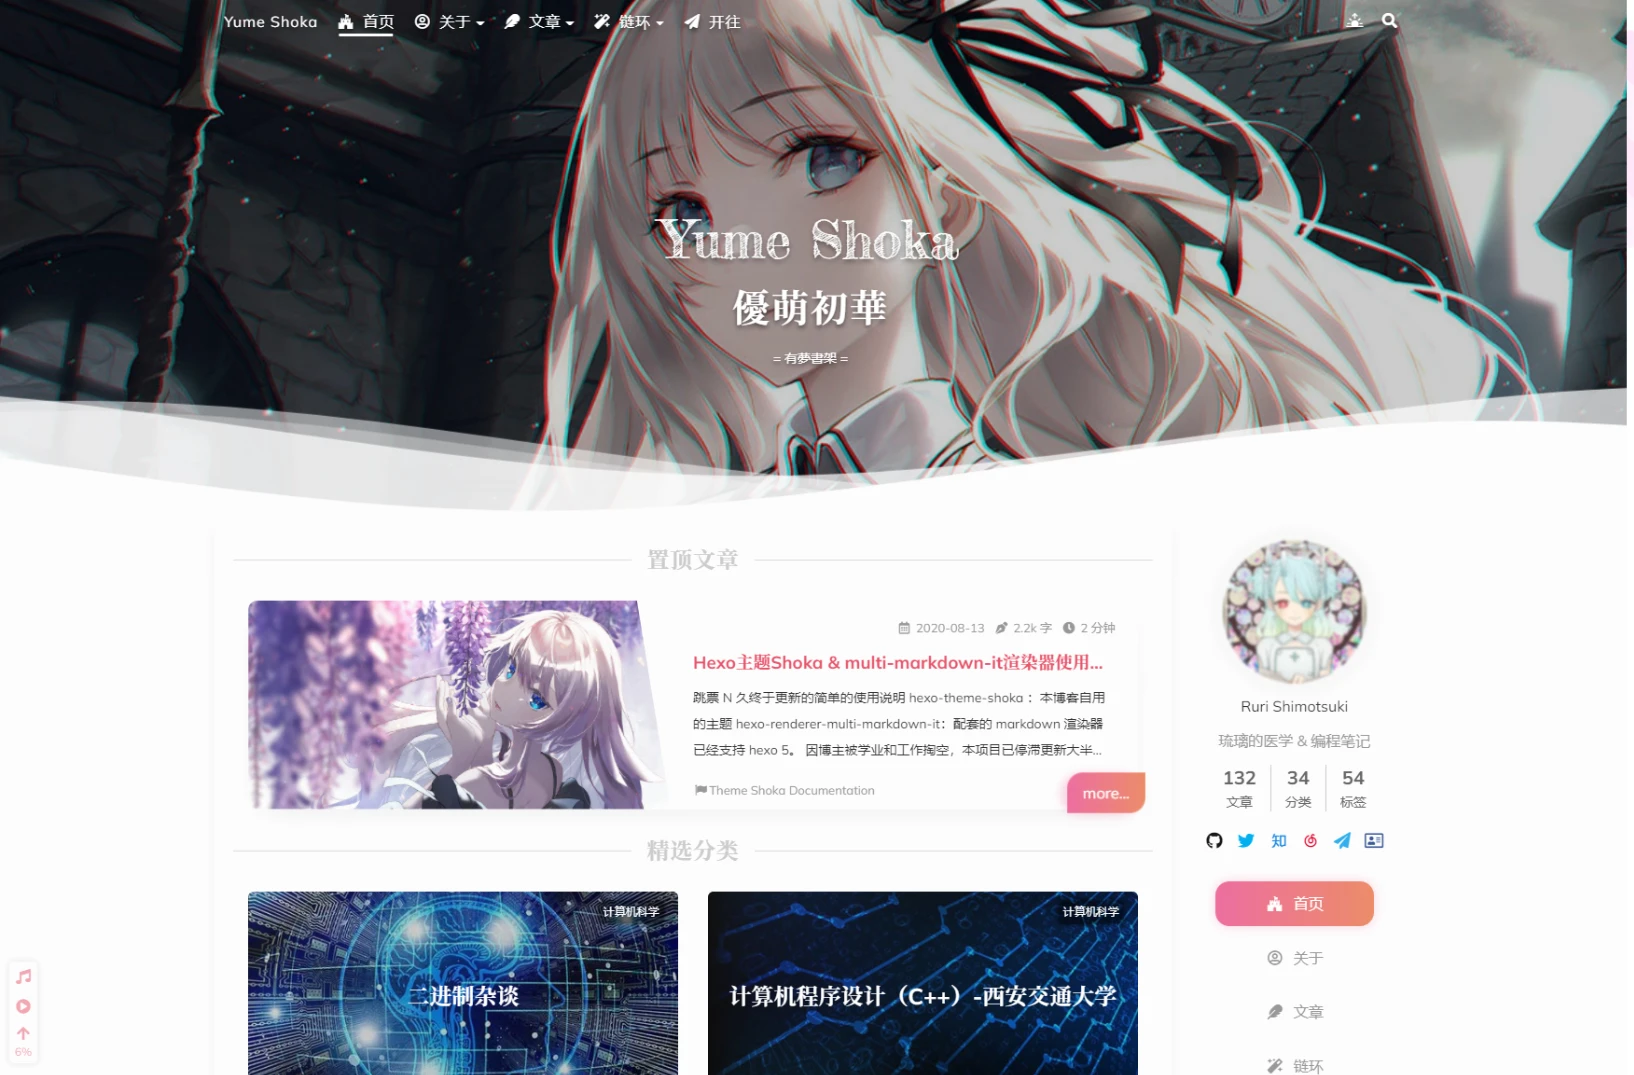 Yume Shoka 首页 关于 文章 链环 开往
Yume Shoka
優萌初華
= 有夢書架 =
置顶文章
2020-08-13 2.2k 字 2 分钟
Hexo主题Shoka & multi-markdown-it渲染器使用...
跳票 N 久终于更新的简单的使用说明 hexo-theme-shoka ： 本博客自用
的主题 hexo-renderer-multi-markdown-it： 配套的 markdown 渲染器
已经支持 hexo 5。 因博主被学业和工作掏空，本项目已停滞更新大半...
Theme Shoka Documentation
more...
精选分类
计算机科学
二进制杂谈
计算机科学
计算机程序设计（C++）-西安交通大学
Ruri Shimotsuki
琉璃的医学 & 编程笔记
132 34 54
文章 分类 标签
知
首页
关于
文章
链环
6%